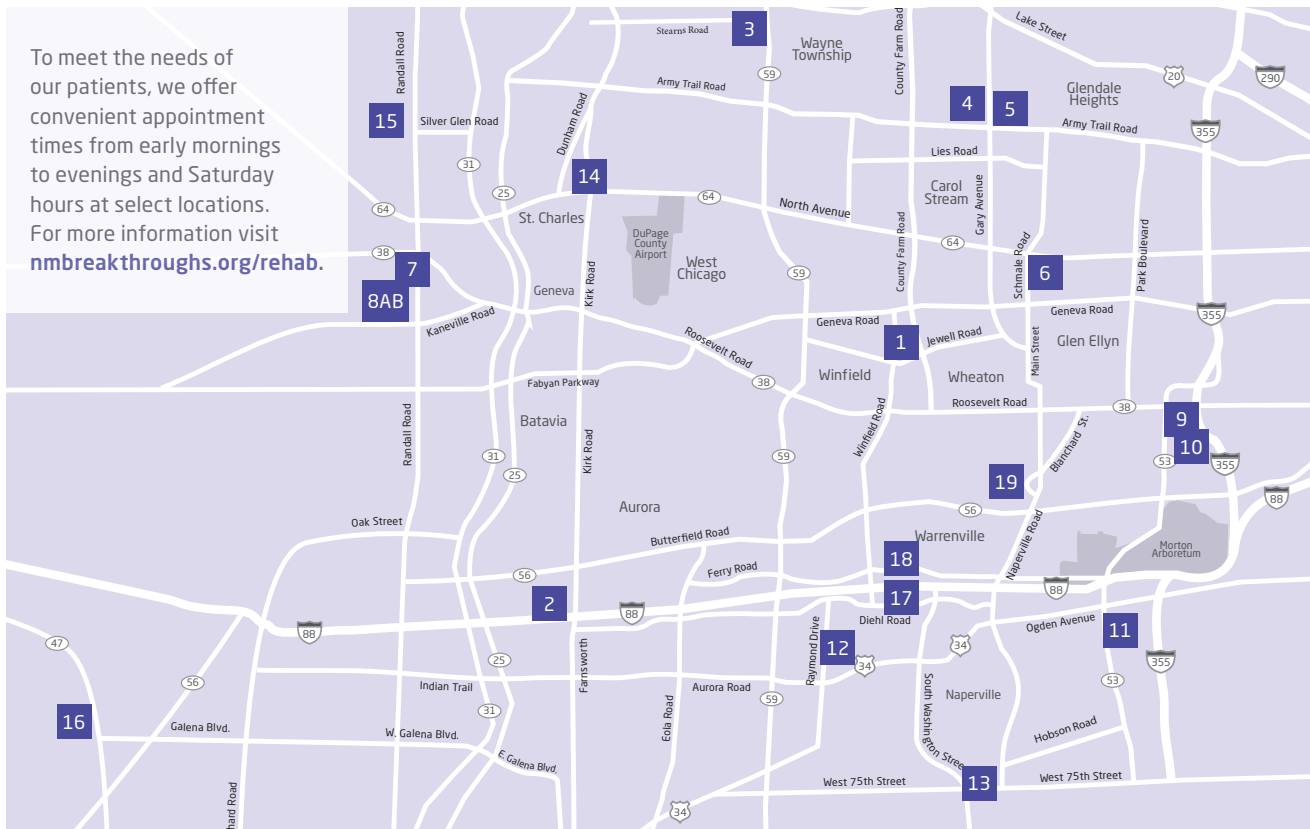 To meet the needs of
our patients, we offer
convenient appointment
times from early mornings
to evenings and Saturday
hours at select locations.
For more information visit
nmbreakthroughs.org/rehab.
Stearns Road
3
Wayne
Township
County Farm Road
Lake Street
20
290
59
Randall Road
Army Trail Road
4
5
Glendale
Heights
355
15
Silver Glen Road
Dunham Road
Army Trail Road
31
Lies Road
14
25
64
64
North Avenue
Carol
Stream
Gary Avenue
St. Charles
DuPage
County
Airport
West
Chicago
County Farm Road
64
Schmale Road
Park Boulevard
38
7
59
6
8AB
Geneva
Kirk Road
Kaneville Road
Geneva Road
Geneva Road
355
Roosevelt Road
1
Jewell Road
Main Street
Glen Ellyn
Winfield
Wheaton
Fabyan Parkway
38
Roosevelt Road
38
Batavia
Randall Road
Kirk Road
Winfield Road
Blanchard St.
9
10
31
59
53
355
25
19
88
Aurora
56
Oak Street
Butterfield Road
Warrenville
Naperville Road
Morton
Arboretum
18
Ferry Road
56
88
2
88
17
88
Diehl Road
Ogden Avenue
11
47
Raymond Drive
12
34
34
355
25
Farnsworth
56
Indian Trail
Aurora Road
59
South Washington Stree
Naperville
53
31
Eola Road
16
Galena Blvd.
W. Galena Blvd.
Hobson Road
E Galena Blvd.
West 75th Street
13
West 75th Street
hard Road
34